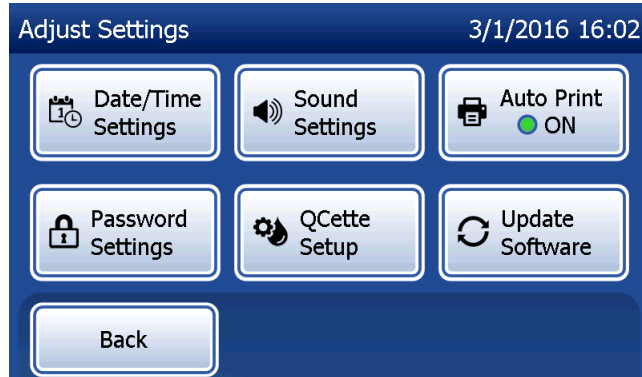 Adjust Settings 3/1/2016 16:02
Date/Time
Settings
Sound
Settings
Auto Print
ON
Password
Settings
QCette
Setup
Update
Software
Back